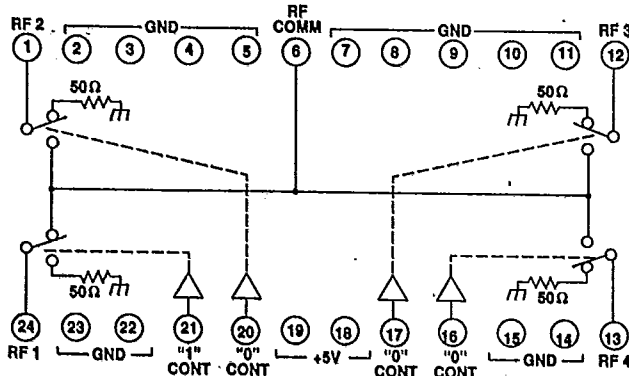 RF 2 GND RF COMM GND RF 3
1 2 3 4 5 6 7 8 9 10 11 12
50Ω 50Ω
50Ω 50Ω
24 23 22 21 20 19 18 17 16 15 14 13
RF 1 GND "1" CONT "0" CONT +5V "0" CONT "0" CONT GND RF 4